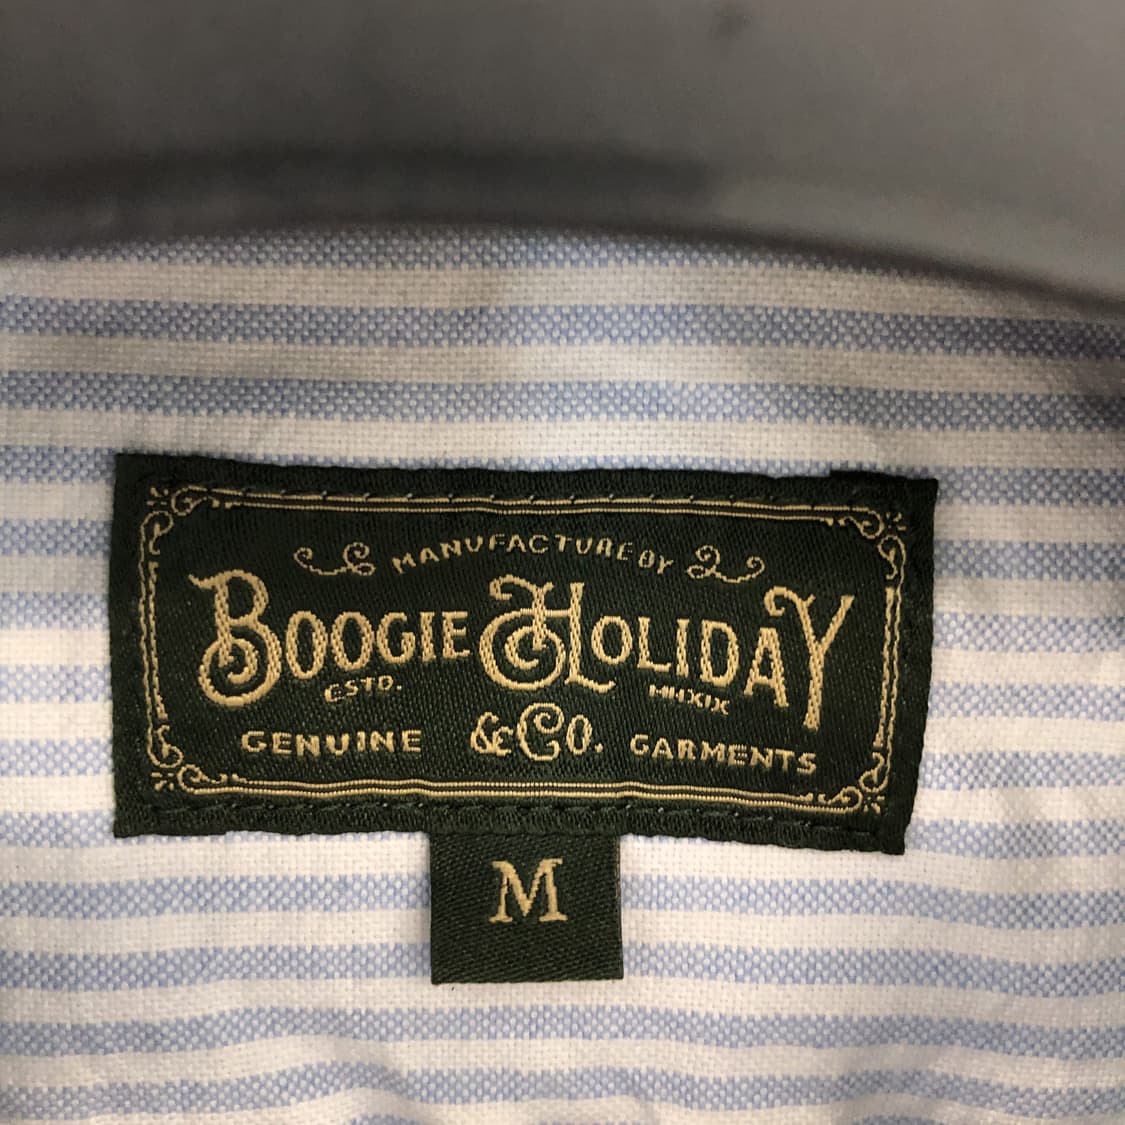 MANUFACTURE BY
BOOGIE HOLIDAY
ESTD. MMXIX
GENUINE & Co. GARMENTS
M